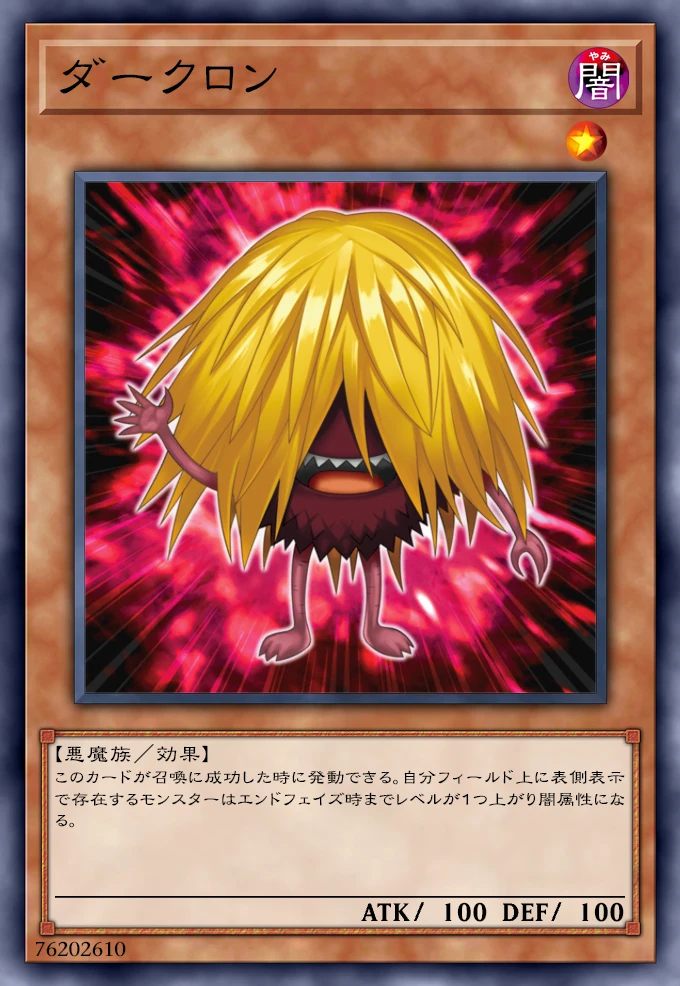 ダークロン
やみ
闇
【悪魔族／効果】
このカードが召喚に成功した時に発動できる。自分フィールド上に表側表示
で存在するモンスターはエンドフェイズ時までレベルが1つ上がり闇属性にな
る。
ATK/ 100 DEF/ 100
76202610